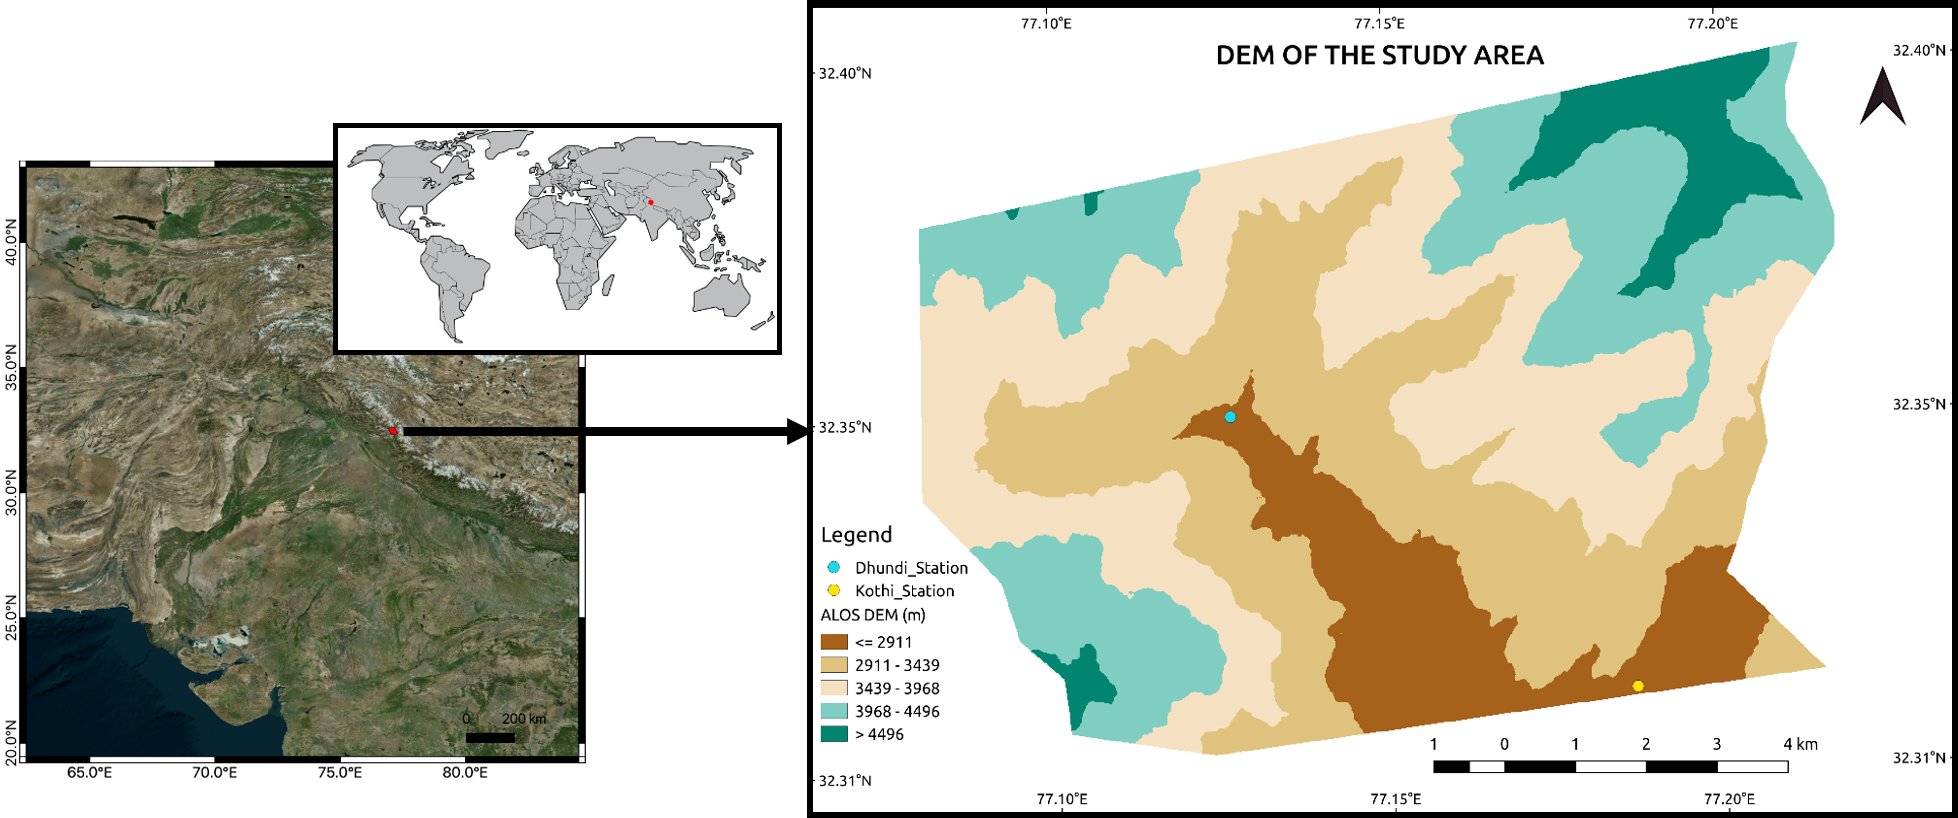 40.0°N
35.0°N
30.0°N
25.0°N
20.0°N
65.0°E
70.0°E
75.0°E
80.0°E
0 200 km
77.10°E 77.15°E 77.20°E
DEM OF THE STUDY AREA
32.40°N
32.40°N
32.35°N
32.35°N
Legend
Dhundi_Station
Kothi_Station
ALOS DEM (m)
<= 2911
2911 - 3439
3439 - 3968
3968 - 4496
> 4496
1 0 1 2 3 4 km
32.31°N
32.31°N
77.10°E 77.15°E 77.20°E